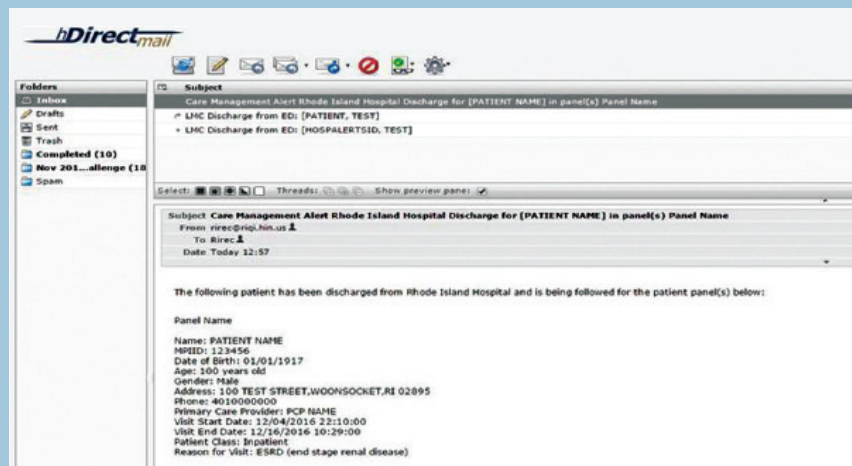 hDirectmail
Folders
Inbox
Drafts
Sent
Trash
Completed (10)
Nov 201...allenge (18
Spam
Subject
Care Management Alert Rhode Island Hospital Discharge for [PATIENT NAME] in panel(s) Panel Name
LMC Discharge from ED: [PATIENT, TEST]
LMC Discharge from ED: [HOSPALERTSID, TEST]
Select: Threads: Show preview pane:
Subject Care Management Alert Rhode Island Hospital Discharge for [PATIENT NAME] in panel(s) Panel Name
From rirec@riqi.hin.us
To Rirec
Date Today 12:57
The following patient has been discharged from Rhode Island Hospital and is being followed for the patient panel(s) below:
Panel Name
Name: PATIENT NAME
MPIID: 123456
Date of Birth: 01/01/1917
Age: 100 years old
Gender: Male
Address: 100 TEST STREET,WOONSOCKET,RI 02895
Phone: 4010000000
Primary Care Provider: PCP NAME
Visit Start Date: 12/04/2016 22:10:00
Visit End Date: 12/16/2016 10:29:00
Patient Class: Inpatient
Reason for Visit: ESRD (end stage renal disease)